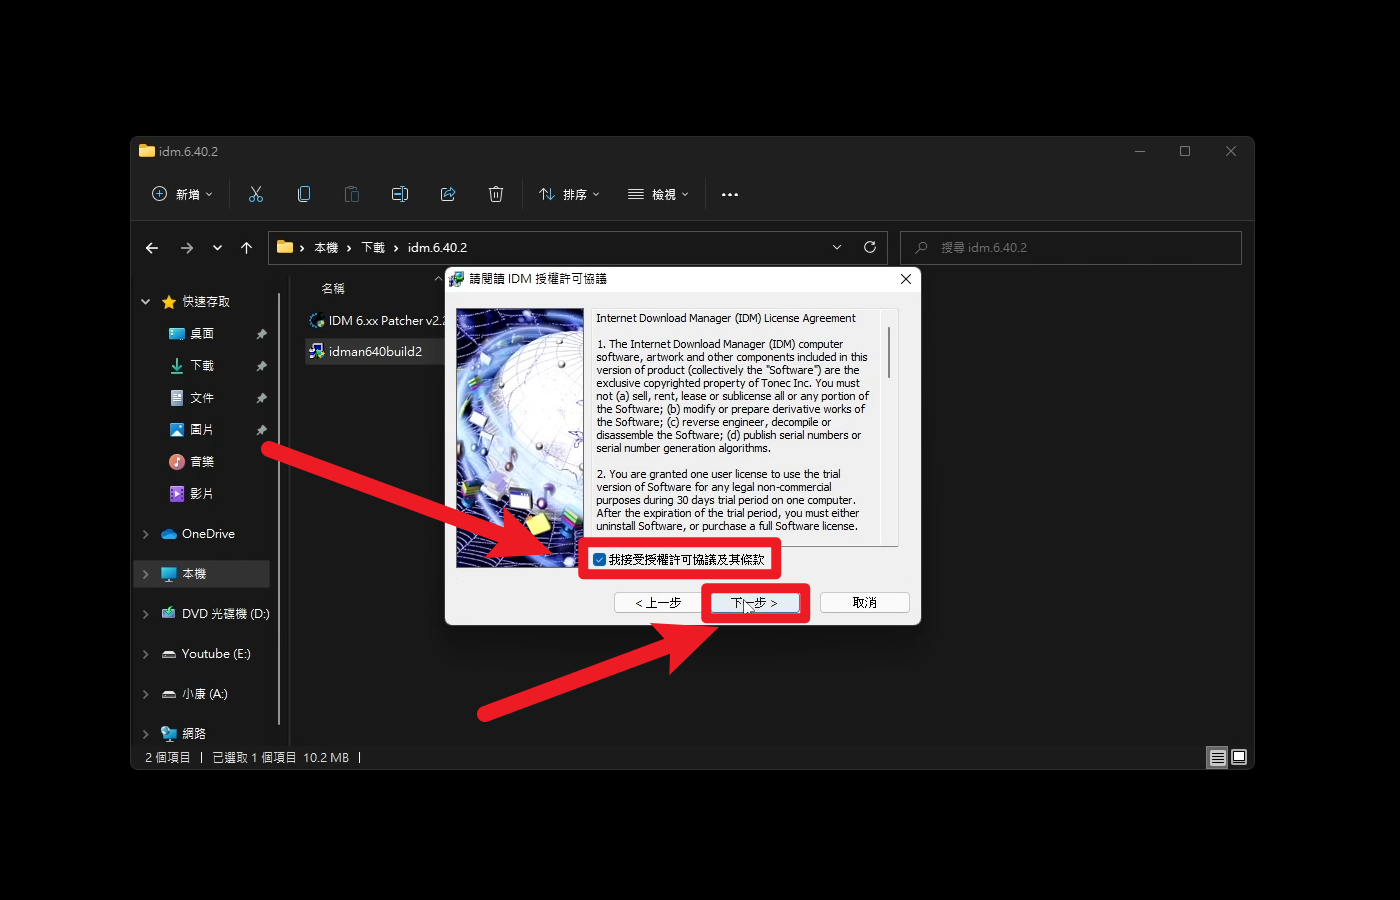 idm.6.40.2
新增
排序
檢視
本機
下載
idm.6.40.2
搜尋 idm.6.40.2
名稱
快速存取
桌面
下載
文件
圖片
音樂
影片
OneDrive
本機
DVD 光碟機 (D:)
Youtube (E:)
小康 (A:)
網路
IDM 6.xx Patcher v2.
idman640build2
請閱讀 IDM 授權許可協議
Internet Download Manager (IDM) License Agreement
1. The Internet Download Manager (IDM) computer
software, artwork and other components included in this
version of product (collectively the "Software") are the
exclusive copyrighted property of Tonec Inc. You must
not (a) sell, rent, lease or sublicense all or any portion of
the Software; (b) modify or prepare derivative works of
the Software; (c) reverse engineer, decompile or
disassemble the Software; (d) publish serial numbers or
serial number generation algorithms.
2. You are granted one user license to use the trial
version of Software for any legal non-commercial
purposes during 30 days trial period on one computer.
After the expiration of the trial period, you must either
uninstall Software, or purchase a full Software license.
我接受授權許可協議及其條款
< 上一步
下一步 >
取消
2 個項目
已選取 1 個項目 10.2 MB